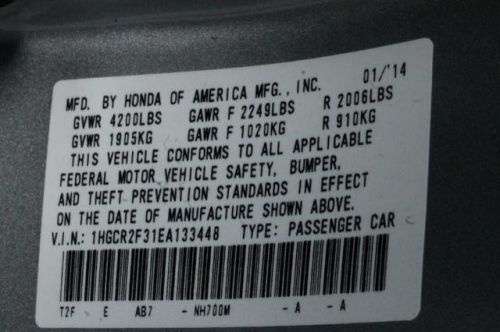 MFD. BY HONDA OF AMERICA MFG., INC. 01/'14
GVWR 4200LBS GAWR F 2249LBS R 2006LBS
GVWR 1905KG GAWR F 1020KG R 910KG
THIS VEHICLE CONFORMS TO ALL APPLICABLE
FEDERAL MOTOR VEHICLE SAFETY, BUMPER,
AND THEFT PREVENTION STANDARDS IN EFFECT
ON THE DATE OF MANUFACTURE SHOWN ABOVE.
V.I.N.: 1HGCR2F31EA133448 TYPE: PASSENGER CAR
T2F E AB7 - NH700M - A - A